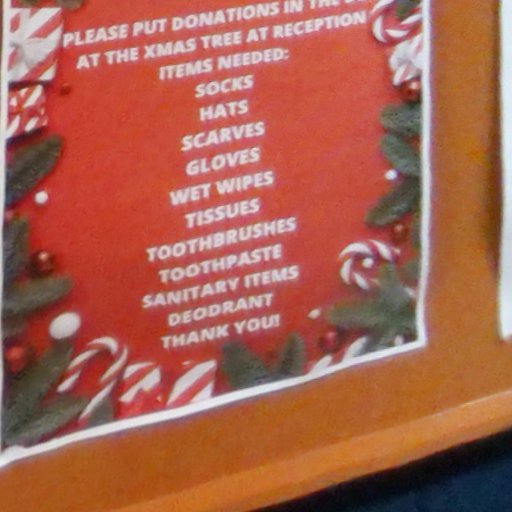 PLEASE PUT DONATIONS IN THE
AT THE XMAS TREE AT RECEPTION
ITEMS NEEDED:
SOCKS
HATS
SCARVES
GLOVES
WET WIPES
TISSUES
TOOTHBRUSHES
TOOTHPASTE
SANITARY ITEMS
DEODRANT
THANK YOU!